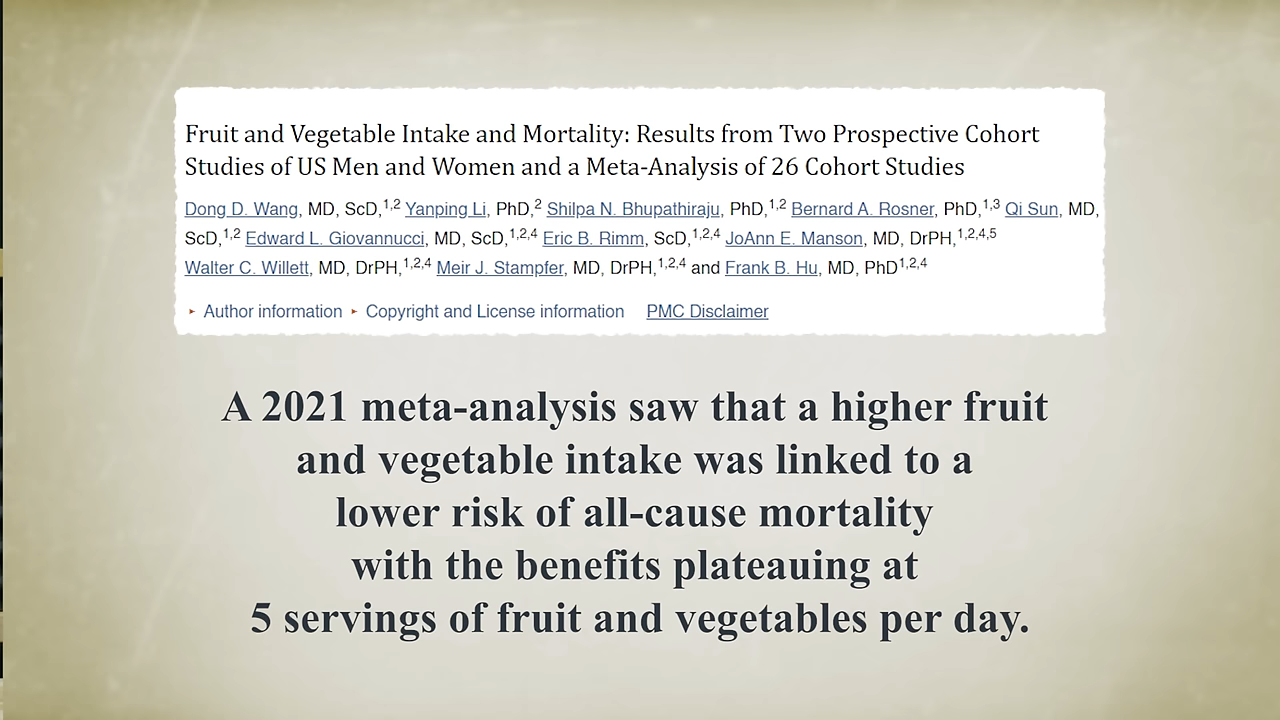 Fruit and Vegetable Intake and Mortality: Results from Two Prospective Cohort
Studies of US Men and Women and a Meta-Analysis of 26 Cohort Studies
Dong D. Wang, MD, ScD,1,2 Yanping Li, PhD,2 Shilpa N. Bhupathiraju, PhD,1,2 Bernard A. Rosner, PhD,1,3 Qi Sun, MD,
ScD,1,2 Edward L. Giovannucci, MD, ScD,1,2,4 Eric B. Rimm, ScD,1,2,4 JoAnn E. Manson, MD, DrPH,1,2,4,5
Walter C. Willett, MD, DrPH,1,2,4 Meir J. Stampfer, MD, DrPH,1,2,4 and Frank B. Hu, MD, PhD1,2,4
▸ Author information ▸ Copyright and License information PMC Disclaimer
A 2021 meta-analysis saw that a higher fruit
and vegetable intake was linked to a
lower risk of all-cause mortality
with the benefits plateauing at
5 servings of fruit and vegetables per day.